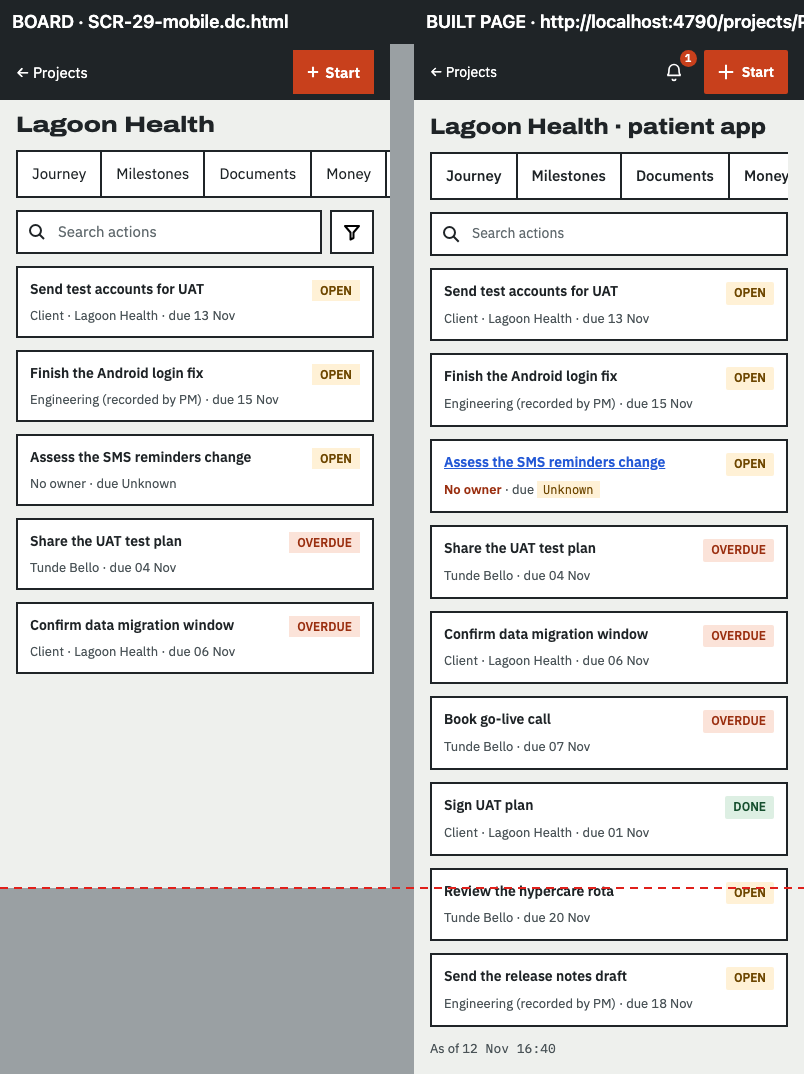 BOARD · SCR-29-mobile.dc.html
← Projects
+ Start
Lagoon Health
Journey
Milestones
Documents
Money
Search actions
Send test accounts for UAT
OPEN
Client · Lagoon Health · due 13 Nov
Finish the Android login fix
OPEN
Engineering (recorded by PM) · due 15 Nov
Assess the SMS reminders change
OPEN
No owner · due Unknown
Share the UAT test plan
OVERDUE
Tunde Bello · due 04 Nov
Confirm data migration window
OVERDUE
Client · Lagoon Health · due 06 Nov
BUILT PAGE · http://localhost:4790/projects/
← Projects
1
+ Start
Lagoon Health · patient app
Journey
Milestones
Documents
Money
Search actions
Send test accounts for UAT
OPEN
Client · Lagoon Health · due 13 Nov
Finish the Android login fix
OPEN
Engineering (recorded by PM) · due 15 Nov
Assess the SMS reminders change
OPEN
No owner · due Unknown
Share the UAT test plan
OVERDUE
Tunde Bello · due 04 Nov
Confirm data migration window
OVERDUE
Client · Lagoon Health · due 06 Nov
Book go-live call
OVERDUE
Tunde Bello · due 07 Nov
Sign UAT plan
DONE
Client · Lagoon Health · due 01 Nov
Review the hypercare rota
OPEN
Tunde Bello · due 20 Nov
Send the release notes draft
OPEN
Engineering (recorded by PM) · due 18 Nov
As of 12 Nov 16:40